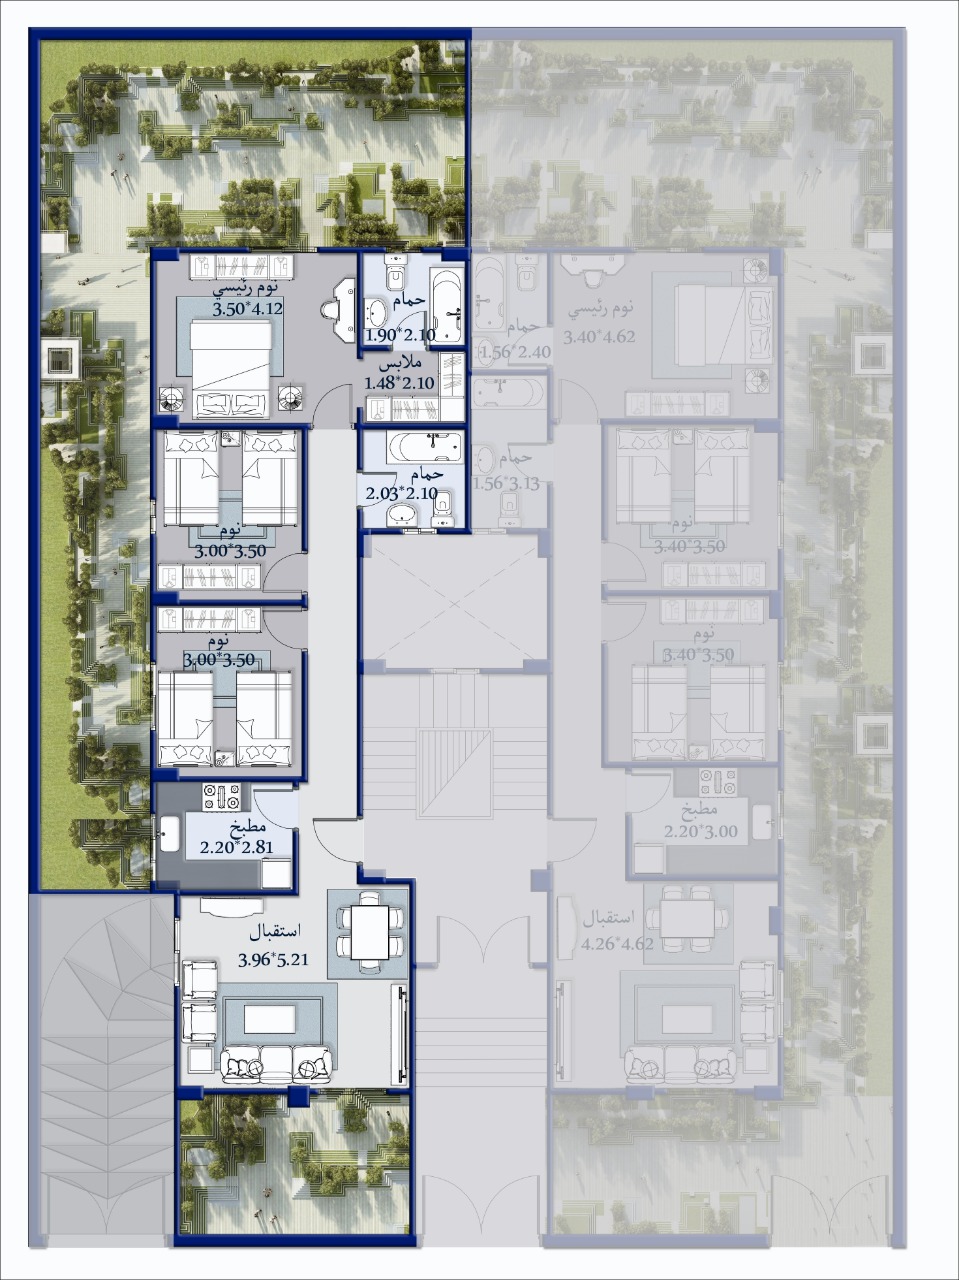 نوم رئيسي
3.50*4.12
حمام
1.90*2.10
ملابس
1.48*2.10
حمام
2.03*2.10
نوم
3.00*3.50
نوم
3.00*3.50
مطبخ
2.20*2.81
استقبال
3.96*5.21
نوم رئيسي
3.40*4.62
حمام
1.56*2.40
حمام
1.56*3.13
نوم
3.40*3.50
نوم
3.40*3.50
مطبخ
2.20*3.00
استقبال
4.26*4.62